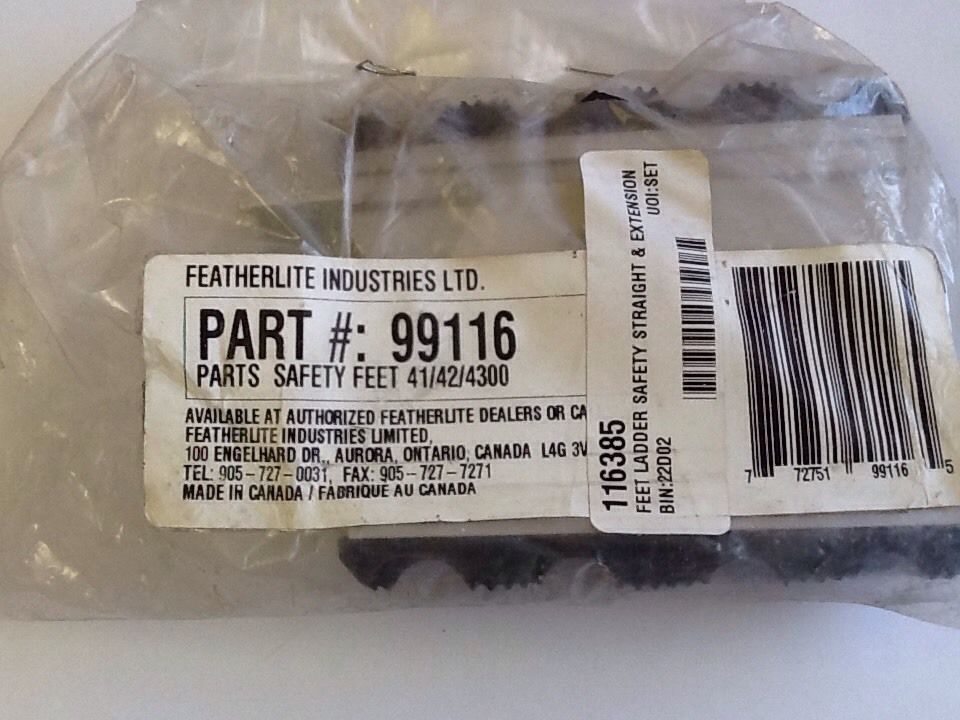 FEATHERLITE INDUSTRIES LTD.
PART #: 99116
PARTS SAFETY FEET 41/42/4300
AVAILABLE AT AUTHORIZED FEATHERLITE DEALERS OR
FEATHERLITE INDUSTRIES LIMITED,
100 ENGELHARD DR., AURORA, ONTARIO, CANADA L4G
TEL: 905-727-0031, FAX: 905-727-7271
MADE IN CANADA / FABRIQUE AU CANADA
116385
FEET LADDER SAFETY STRAIGHT & EXTENSION
BIN:22D02
UOI:SET
7 72751 99116 5